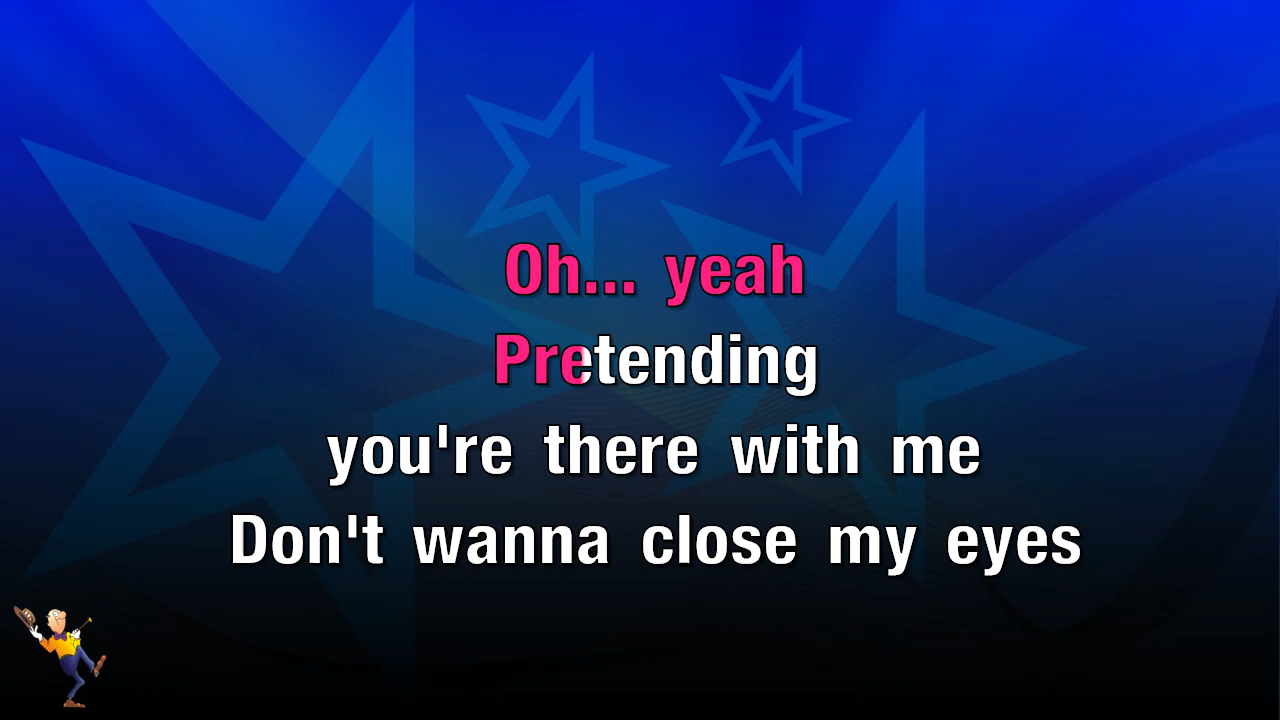 Oh... yeah
Pretending
you're there with me
Don't wanna close my eyes